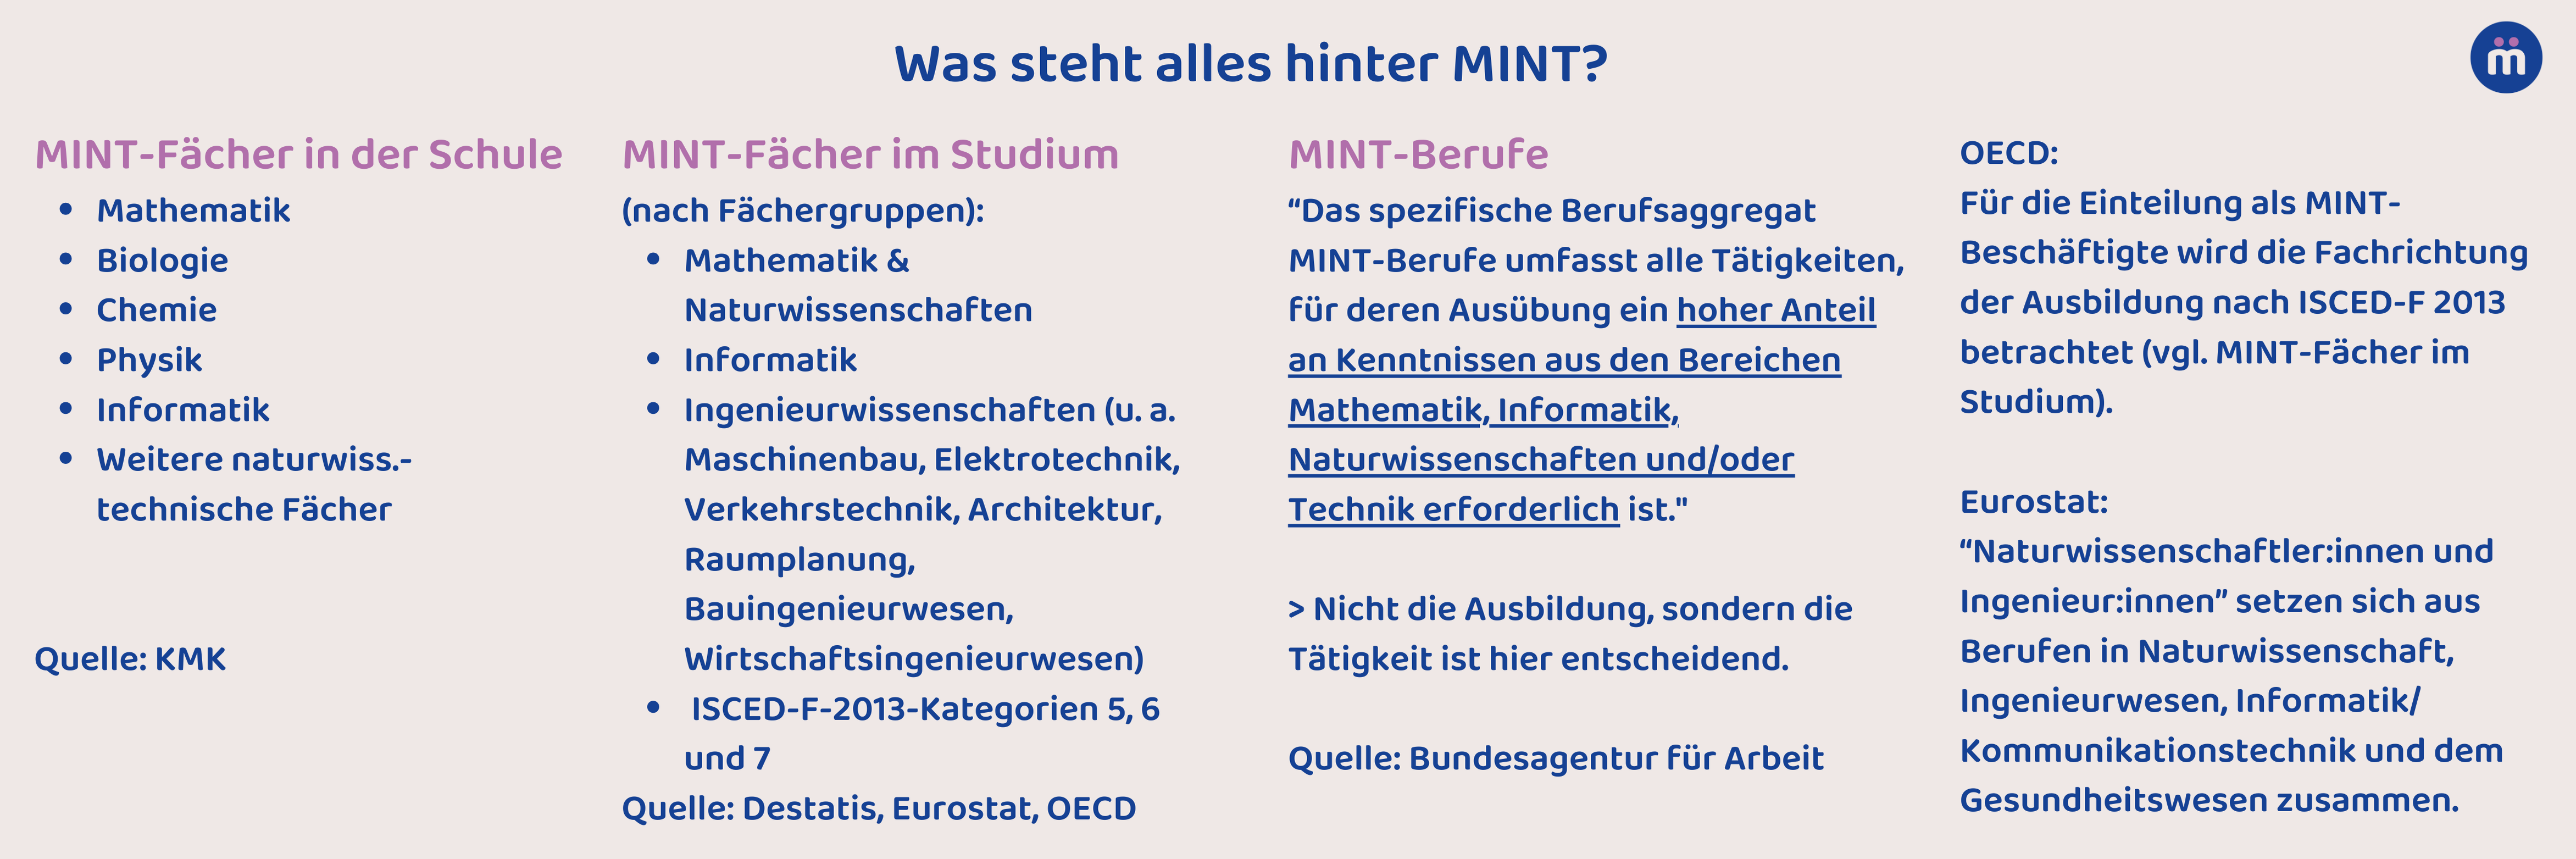 Was steht alles hinter MINT?
m̈
MINT-Fächer in der Schule
• Mathematik
• Biologie
• Chemie
• Physik
• Informatik
• Weitere naturwiss.-
technische Fächer
Quelle: KMK
MINT-Fächer im Studium
(nach Fächergruppen):
• Mathematik &
Naturwissenschaften
• Informatik
• Ingenieurwissenschaften (u. a.
Maschinenbau, Elektrotechnik,
Verkehrstechnik, Architektur,
Raumplanung,
Bauingenieurwesen,
Wirtschaftsingenieurwesen)
• ISCED-F-2013-Kategorien 5, 6
und 7
Quelle: Destatis, Eurostat, OECD
MINT-Berufe
“Das spezifische Berufsaggregat
MINT-Berufe umfasst alle Tätigkeiten,
für deren Ausübung ein hoher Anteil
an Kenntnissen aus den Bereichen
Mathematik, Informatik,
Naturwissenschaften und/oder
Technik erforderlich ist."
> Nicht die Ausbildung, sondern die
Tätigkeit ist hier entscheidend.
Quelle: Bundesagentur für Arbeit
OECD:
Für die Einteilung als MINT-
Beschäftigte wird die Fachrichtung
der Ausbildung nach ISCED-F 2013
betrachtet (vgl. MINT-Fächer im
Studium).
Eurostat:
“Naturwissenschaftler:innen und
Ingenieur:innen” setzen sich aus
Berufen in Naturwissenschaft,
Ingenieurwesen, Informatik/
Kommunikationstechnik und dem
Gesundheitswesen zusammen.